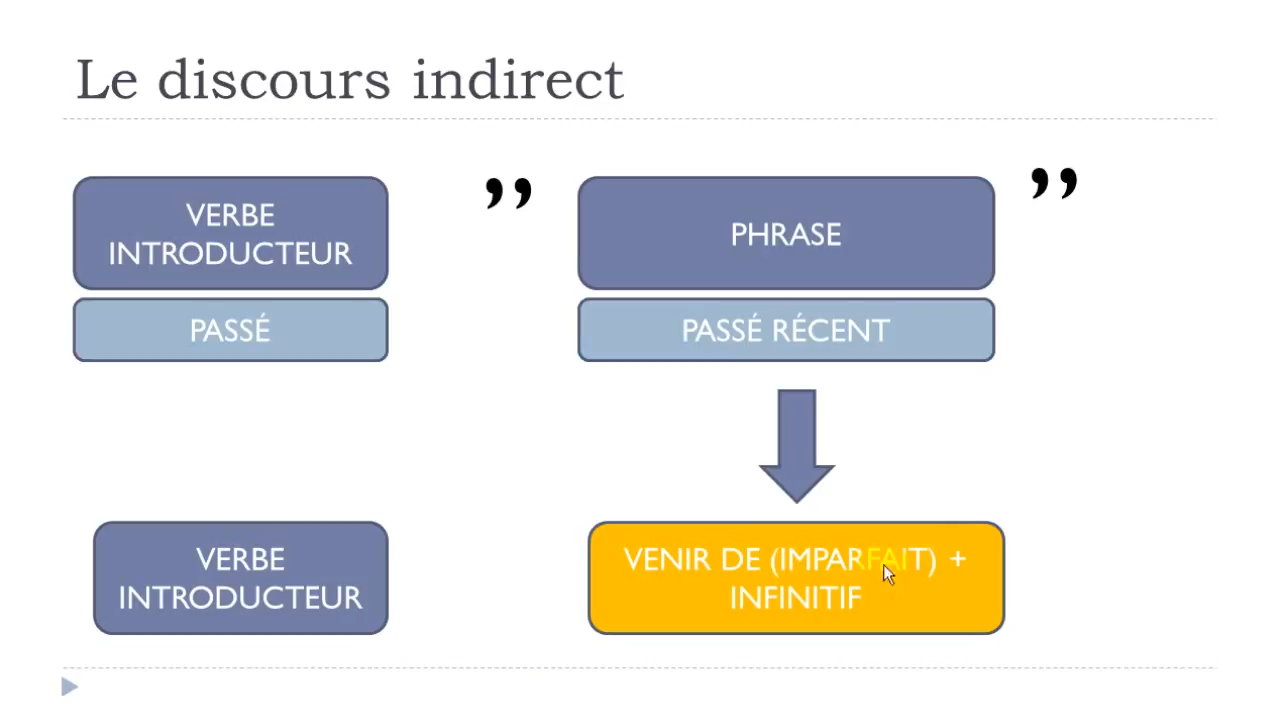 Le discours indirect
VERBE
INTRODUCTEUR
”
PHRASE
”
PASSÉ
PASSÉ RÉCENT
VERBE
INTRODUCTEUR
VENIR DE (IMPARFAIT) +
INFINITIF